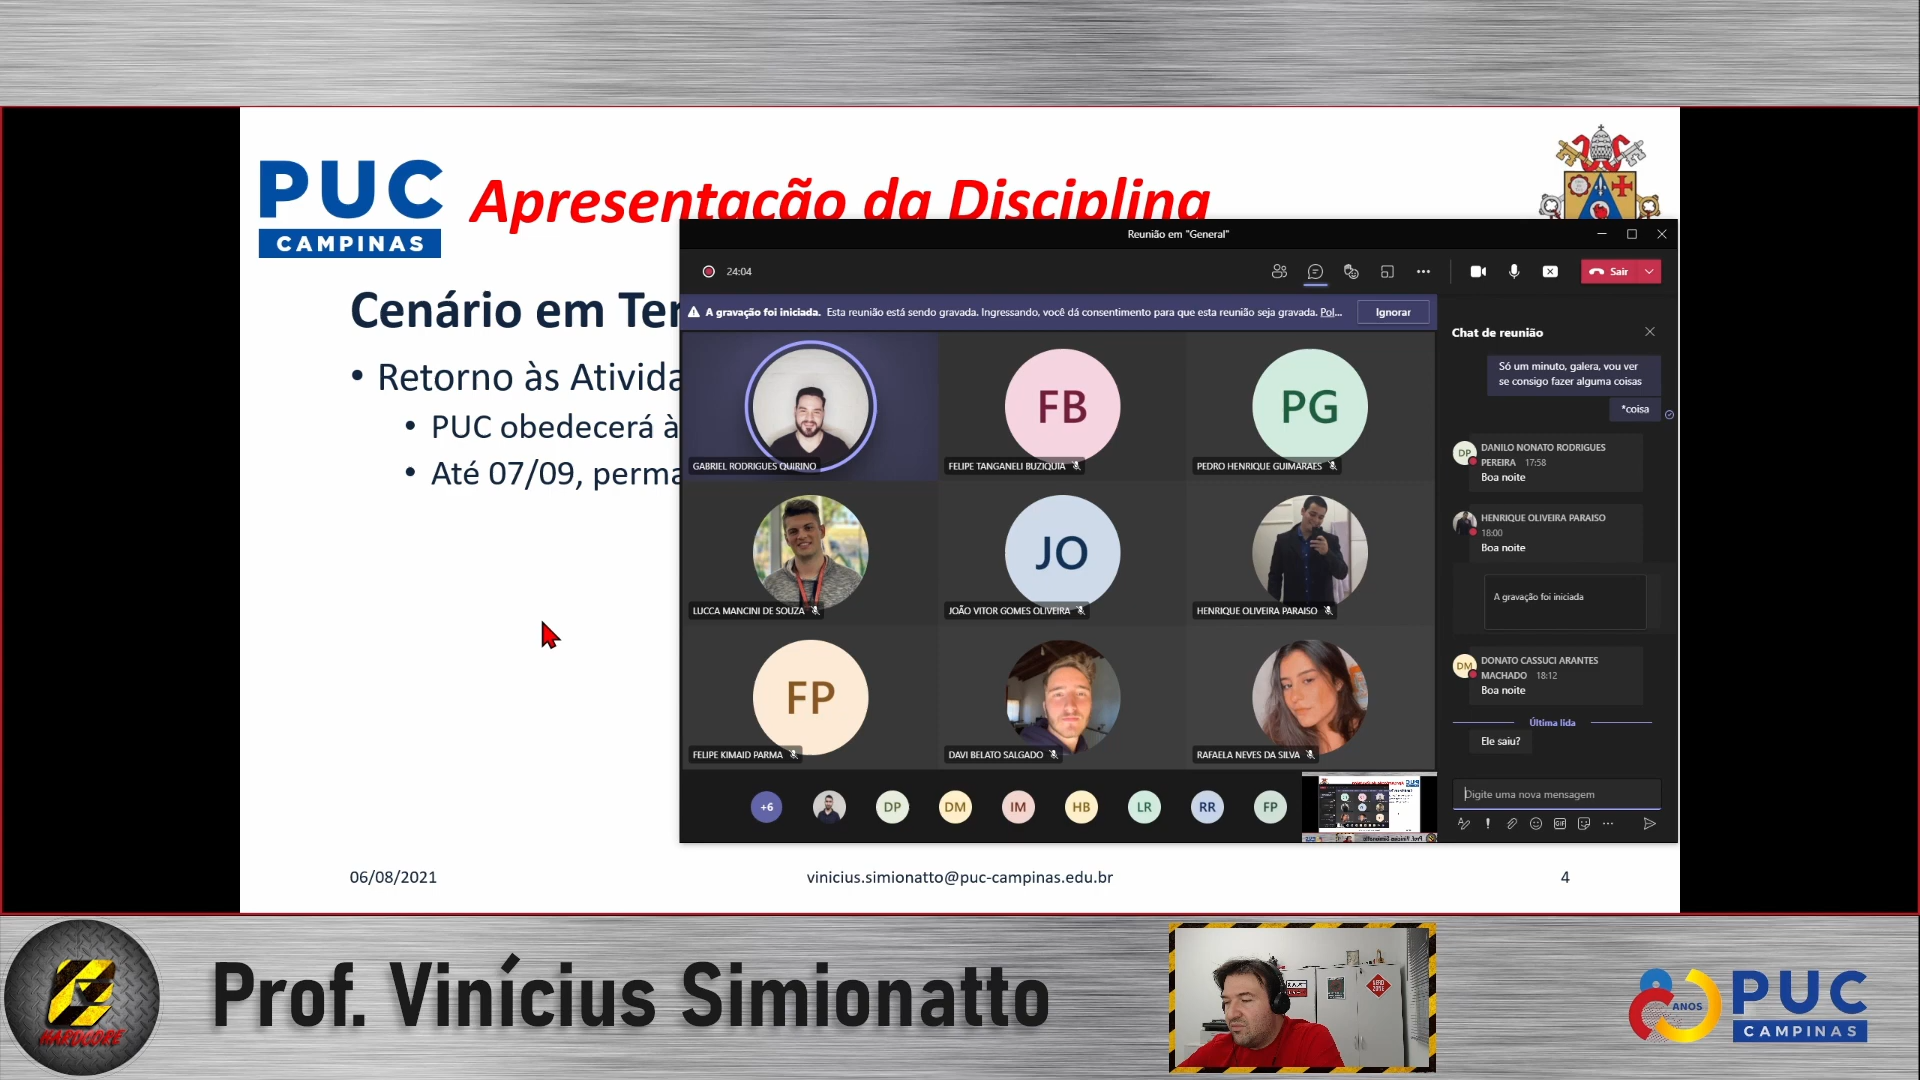 PUC
CAMPINAS
Apresentação da Disciplina
Cenário em Ter
Retorno às Ativida
PUC obedecerá à
Até 07/09, perma
Reunião em "General"
24:04
Sair
A gravação foi iniciada. Esta reunião está sendo gravada. Ingressando, você dá consentimento para que esta reunião seja gravada. Pol...
Ignorar
GABRIEL RODRIGUES QUIRINO
FB
FELIPE TANGANELI BUZIQUIA
PG
PEDRO HENRIQUE GUIMARAES
LUCCA MANCINI DE SOUZA
JO
JOÃO VITOR GOMES OLIVEIRA
HENRIQUE OLIVEIRA PARAISO
FP
FELIPE KIMAID PARMA
DAVI BELATO SALGADO
RAFAELA NEVES DA SILVA
+6
DP
DM
IM
HB
LR
RR
FP
Chat de reunião
Só um minuto, galera, vou ver
se consigo fazer alguma coisas
*coisa
DP
DANILO NONATO RODRIGUES
PEREIRA 17:58
Boa noite
HENRIQUE OLIVEIRA PARAISO
18:00
Boa noite
A gravação foi iniciada
DM
DONATO CASSUCI ARANTES
MACHADO 18:12
Boa noite
Última lida
Ele saiu?
Digite uma nova mensagem
GIF
06/08/2021
vinicius.simionatto@puc-campinas.edu.br
4
HARDCORE
Prof. Vinícius Simionatto
ANOS
PUC
CAMPINAS